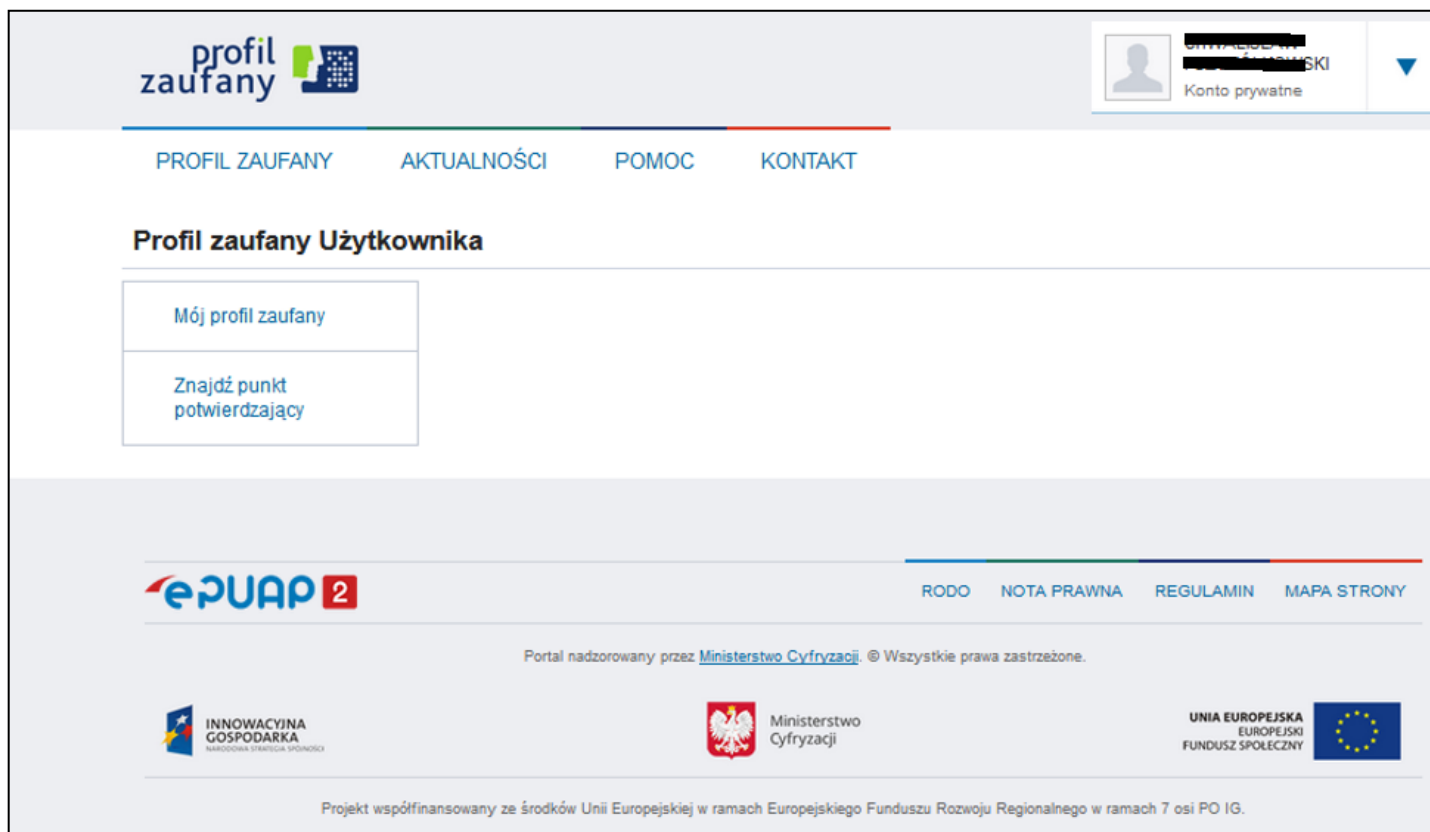 profil
zaufany
Konto prywatne
PROFIL ZAUFANY AKTUALNOŚCI POMOC KONTAKT
Profil zaufany Użytkownika
Mój profil zaufany
Znajdź punkt
potwierdzający
ePUAP 2
RODO NOTA PRAWNA REGULAMIN MAPA STRONY
Portal nadzorowany przez Ministerstwo Cyfryzacji. © Wszystkie prawa zastrzeżone.
INNOWACYJNA
GOSPODARKA
NARODOWA STRATEGIA SPÓJNOŚCI
Ministerstwo
Cyfryzacji
UNIA EUROPEJSKA
EUROPEJSKI
FUNDUSZ SPOŁECZNY
Projekt współfinansowany ze środków Unii Europejskiej w ramach Europejskiego Funduszu Rozwoju Regionalnego w ramach 7 osi PO IG.